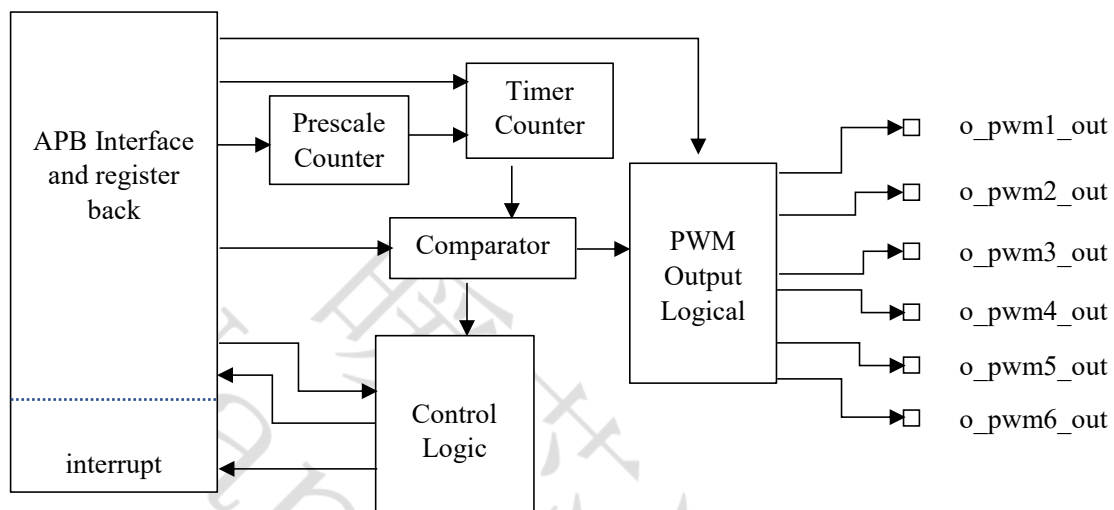 APB Interface
and register
back
interrupt
Prescale
Counter
Timer
Counter
Comparator
Control
Logic
PWM
Output
Logical
o_pwm1_out
o_pwm2_out
o_pwm3_out
o_pwm4_out
o_pwm5_out
o_pwm6_out